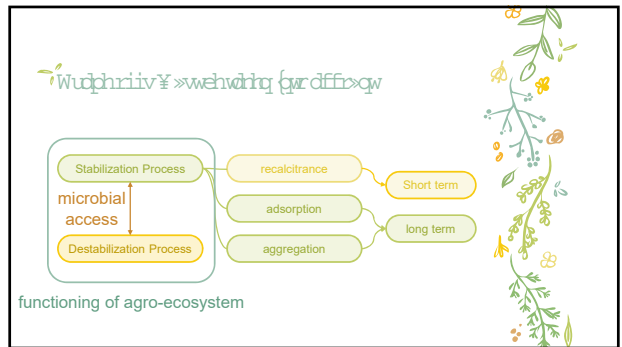 Stabilization Process
recalcitrance
Short term
microbial
access
adsorption
long term
Destabilization Process
aggregation
functioning of agro-ecosystem